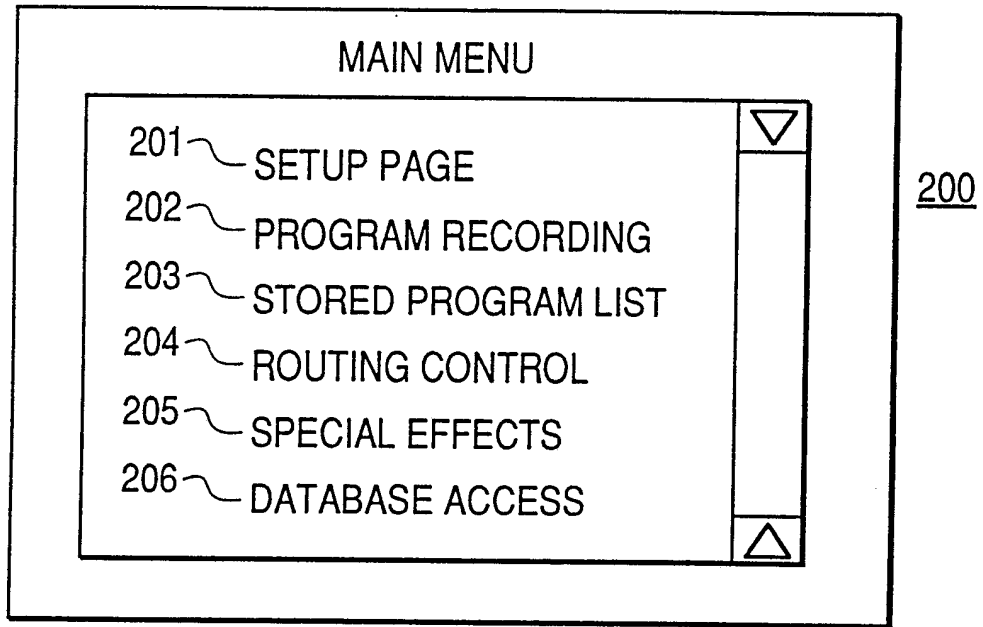 MAIN MENU
201 SETUP PAGE
202 PROGRAM RECORDING
203 STORED PROGRAM LIST
204 ROUTING CONTROL
205 SPECIAL EFFECTS
206 DATABASE ACCESS
200